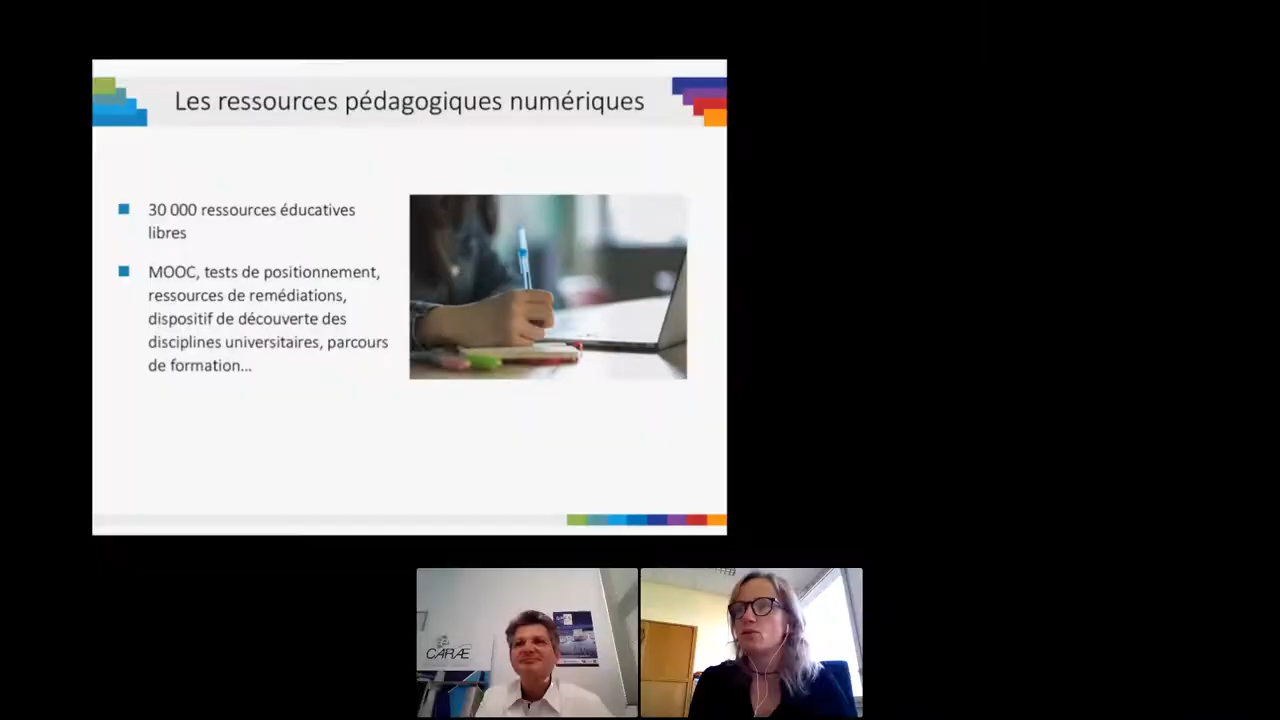 Les ressources pédagogiques numériques
30 000 ressources éducatives
libres
MOOC, tests de positionnement,
ressources de remédiations,
dispositif de découverte des
disciplines universitaires, parcours
de formation...
CARAE